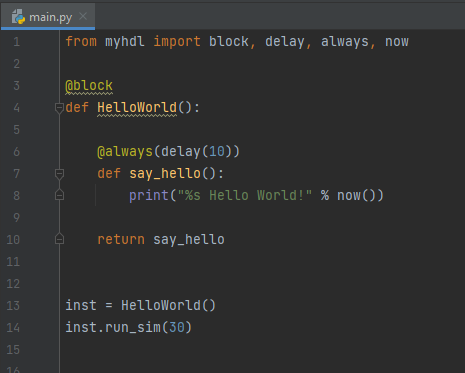 main.py
1 from myhdl import block, delay, always, now
2
3 @block
4 def HelloWorld():
5
6     @always(delay(10))
7     def say_hello():
8         print("%s Hello World!" % now())
9
10     return say_hello
11
12
13 inst = HelloWorld()
14 inst.run_sim(30)
15
16